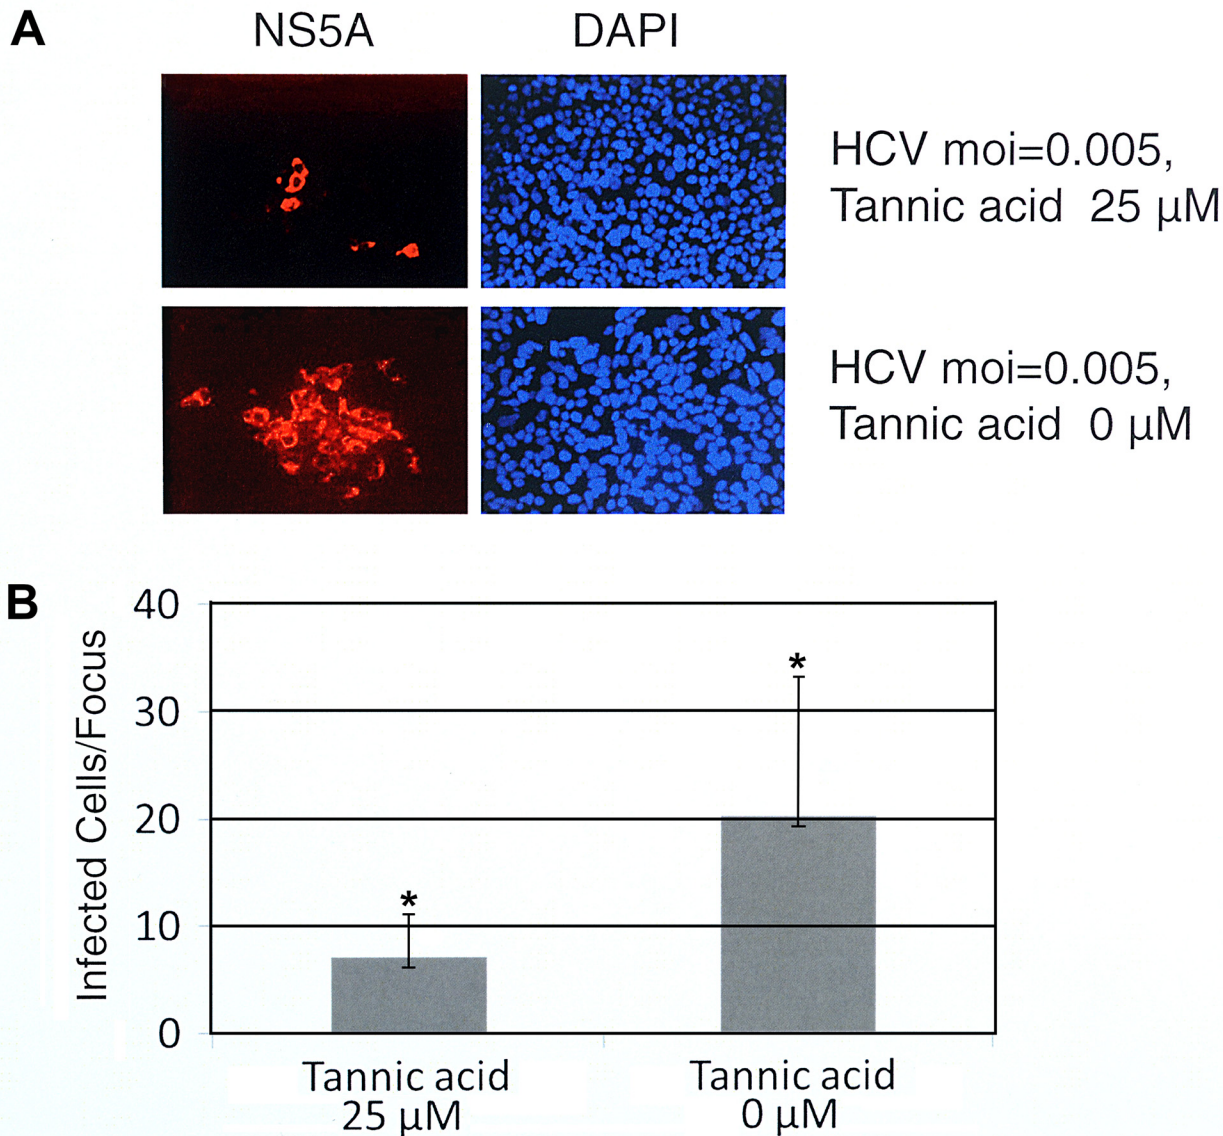 A
NS5A DAPI
HCV moi=0.005,
Tannic acid 25 µM
HCV moi=0.005,
Tannic acid 0 µM
B
Infected Cells/Focus
40
30
20
10
0
*
*
Tannic acid
25 µM
Tannic acid
0 µM